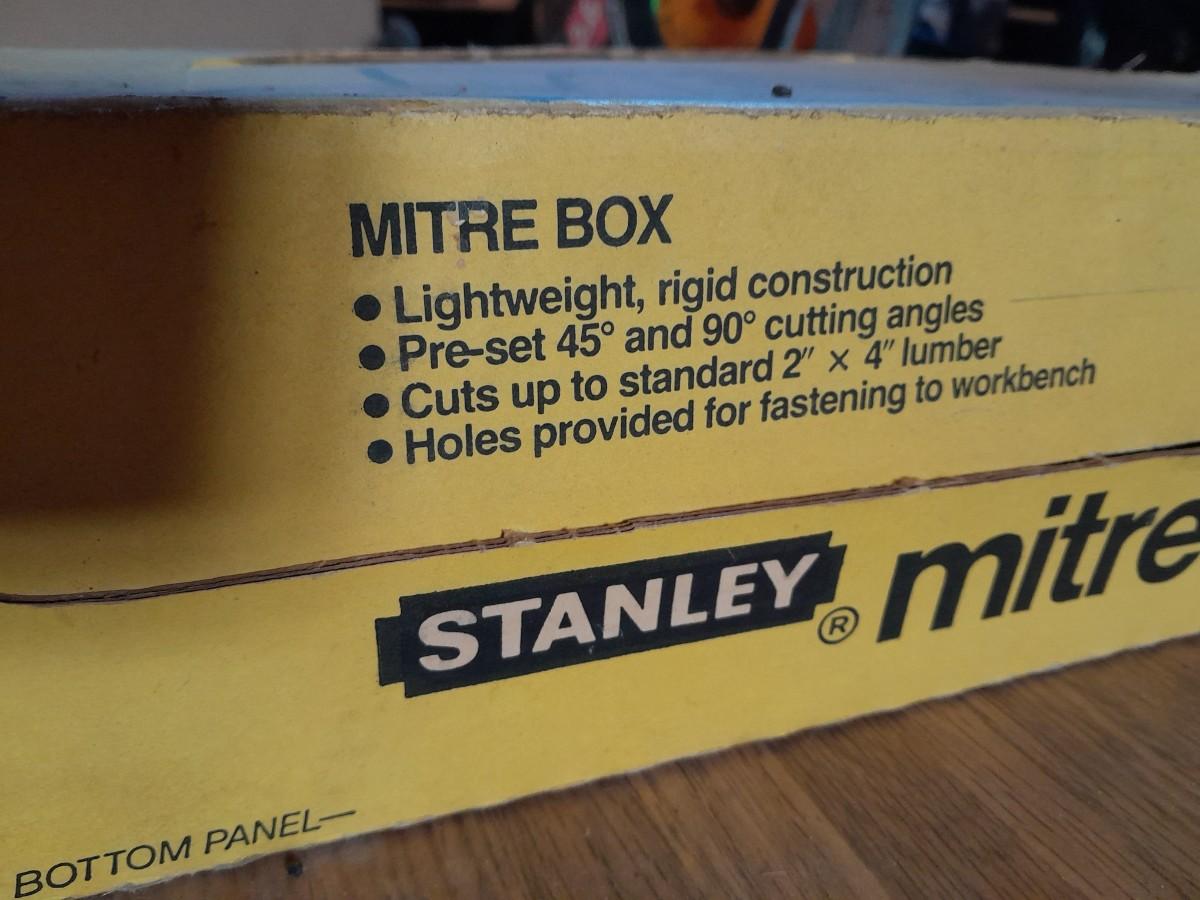 MITRE BOX
● Lightweight, rigid construction
● Pre-set 45° and 90° cutting angles
● Cuts up to standard 2" × 4" lumber
● Holes provided for fastening to workbench
STANLEY® mitre
BOTTOM PANEL—